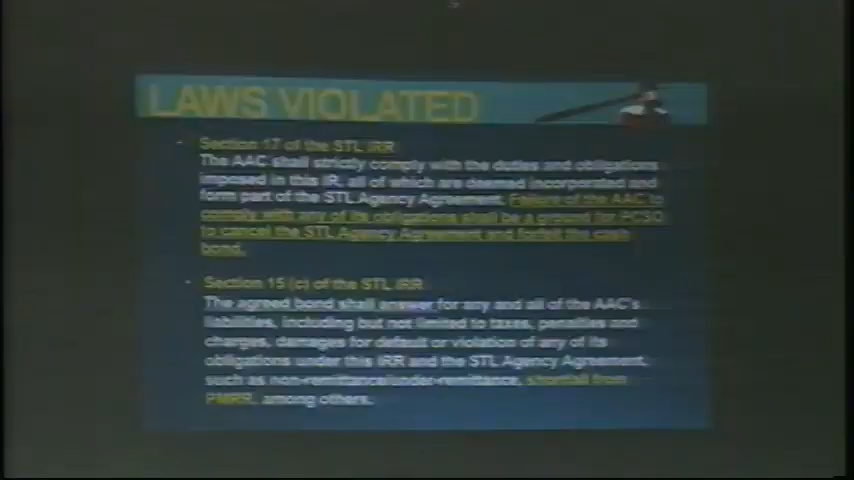 LAWS VIOLATED
Section 17 of the STL IRR
The AAC shall strictly comply with the duties and obligations
imposed in this IR, all of which are deemed incorporated and
form part of the STL Agency Agreement. Failure of the AAC to
comply with any of its obligations shall be a ground for PCSO
to cancel the STL Agency Agreement and forfeit the cash
bond.
Section 15 (c) of the STL IRR
The agreed bond shall answer for any and all of the AAC's
liabilities, including but not limited to taxes, penalties and
charges, damages for default or violation of any of its
obligations under this IRR and the STL Agency Agreement,
such as non-remittance/under-remittance, shortfall from
PMRR, among others.